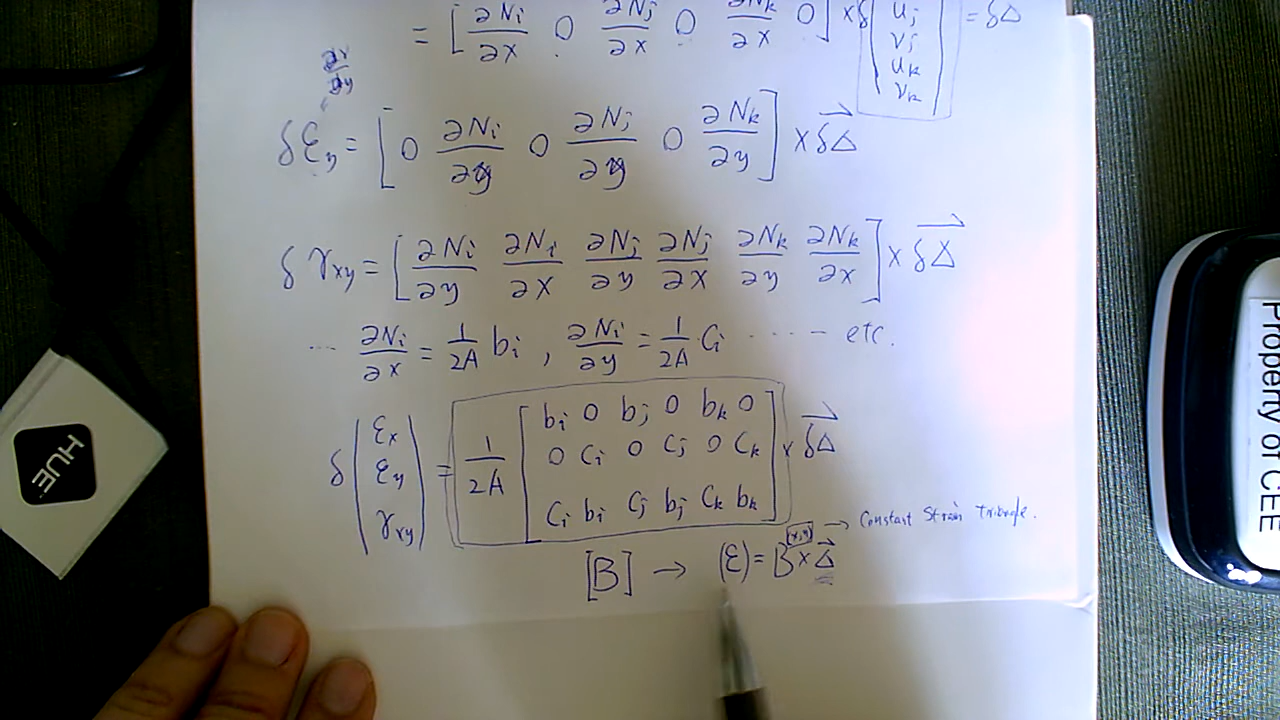 = [ ∂Ni/∂x 0 ∂Nj/∂x 0 ∂Nk/∂x 0 ] × δ ( uj vj uk vk ) = δΔ
δεy = [ 0 ∂Ni/∂y 0 ∂Nj/∂y 0 ∂Nk/∂y ] × δΔ
δγxy = [ ∂Ni/∂y ∂Ni/∂x ∂Nj/∂y ∂Nj/∂x ∂Nk/∂y ∂Nk/∂x ] × δΔ
... ∂Ni/∂x = 1/2A bi , ∂Ni/∂y = 1/2A Ci ..... etc.
δ ( εx εy γxy ) = 1/2A [ bi 0 bj 0 bk 0
0 Ci 0 Cj 0 Ck
Ci bi Cj bj Ck bk ] × δΔ
→ Constast Strain Triangle.
[B] → (ε) = B(x,y) × Δ
HUE
Property of CEE